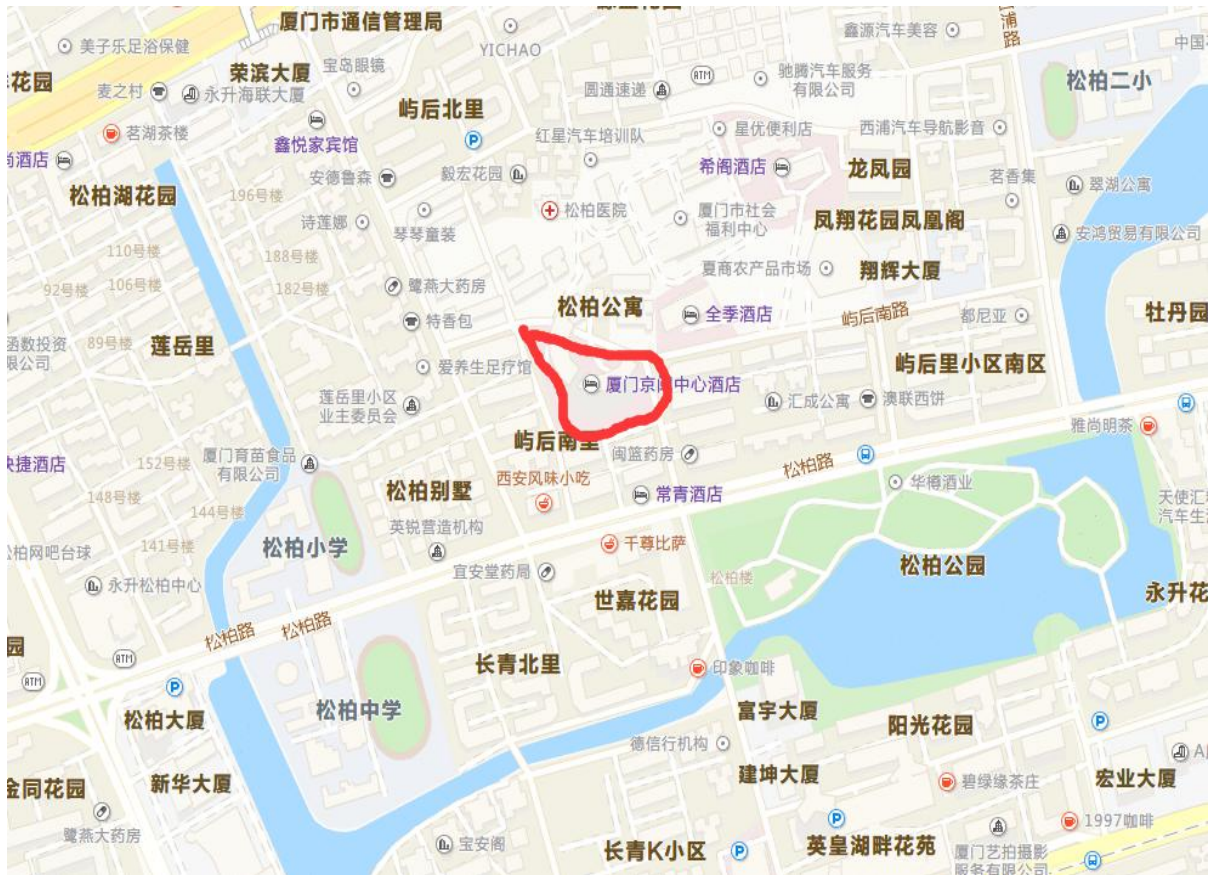 厦门市通信管理局
YICHAO
鑫源汽车美容
美子乐足浴保健
荣滨大厦
宝岛眼镜
花园
麦之村
永升海联大厦
圆通速递
ATM
驰腾汽车服务
有限公司
松柏二小
屿后北里
P
茗湖茶楼
鑫悦家宾馆
红星汽车培训队
星优便利店
西浦汽车导航影音
尚酒店
希阁酒店
龙凤园
松柏湖花园
196号楼
安德鲁森
毅宏花园
茗香集
翠湖公寓
诗莲娜
琴琴童装
松柏医院
厦门市社会
福利中心
凤翔花园凤凰阁
安鸿贸易有限公司
110号楼
188号楼
夏商农产品市场
翔辉大厦
92号楼
106号楼
182号楼
鹭燕大药房
松柏公寓
全季酒店
屿后南路
都尼亚
牡丹园
特香包
函数投资
限公司
89号楼
莲岳里
爱养生足疗馆
屿后里小区南区
厦门京闽中心酒店
莲岳里小区
业主委员会
汇成公寓
澳联西饼
雅尚明茶
屿后南里
闽篮药房
松柏路
快捷酒店
152号楼
厦门育苗食品
有限公司
西安风味小吃
华樽酒业
148号楼
144号楼
松柏别墅
常青酒店
天使汇
汽车生活
英锐营造机构
松柏网吧台球
141号楼
松柏小学
千尊比萨
松柏公园
永升松柏中心
宜安堂药局
松柏楼
世嘉花园
永升花
松柏路
松柏路
园
ATM
ATM
长青北里
印象咖啡
P
松柏大厦
松柏中学
富宇大厦
阳光花园
P
德信行机构
金同花园
新华大厦
建坤大厦
碧绿缘茶庄
宏业大厦
鹭燕大药房
P
1997咖啡
宝安阁
长青K小区
P
英皇湖畔花苑
厦门艺拍摄影
服务有限公司